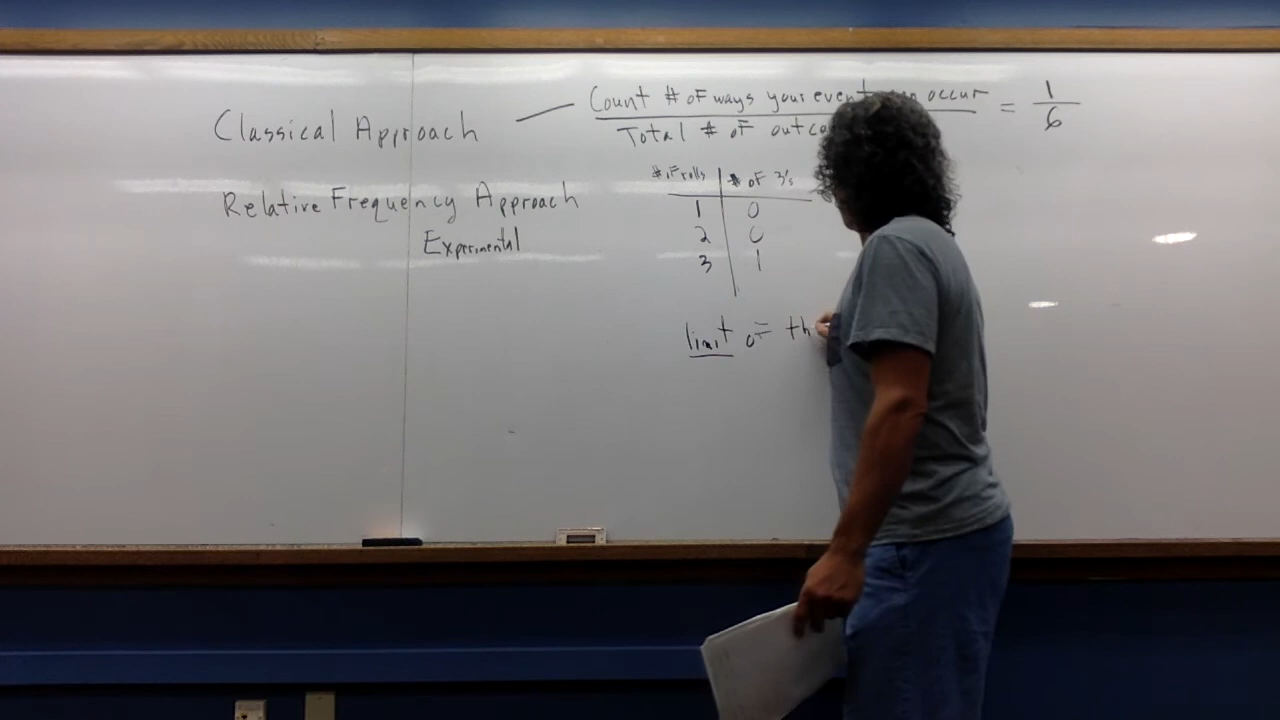 Classical Approach
Count # of ways your event occur
Total # of
= 1
6
Relative Frequency Approach
Experimental
# of rolls # of 3's
1 0
2 0
3 1
limit of th